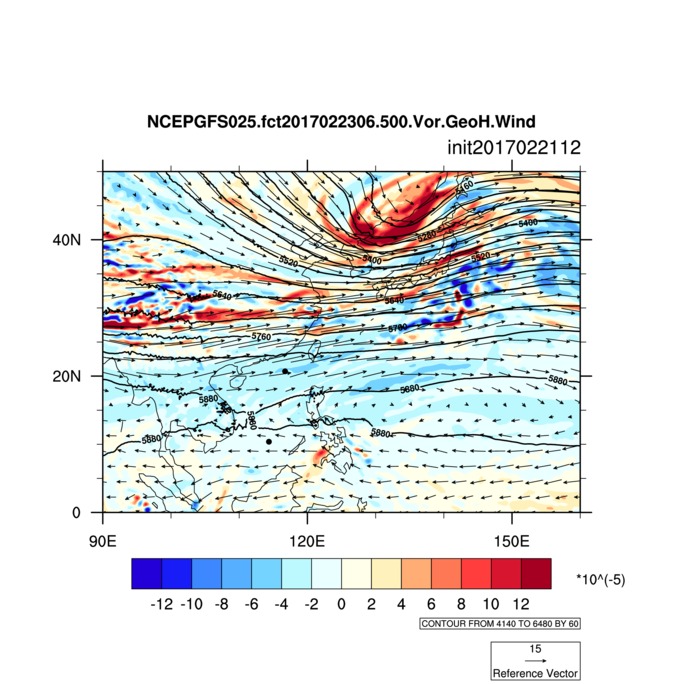 NCEPGFS025.fct2017022306.500.Vor.GeoH.Wind
init2017022112
5160
5280
5400
40N
5520
5400
5520
5640
5640
5700
5760
20N
5880
5880
5880
5880
5880
5880
0
90E 120E 150E
-12 -10 -8 -6 -4 -2 0 2 4 6 8 10 12
*10^(-5)
CONTOUR FROM 4140 TO 6480 BY 60
15
Reference Vector